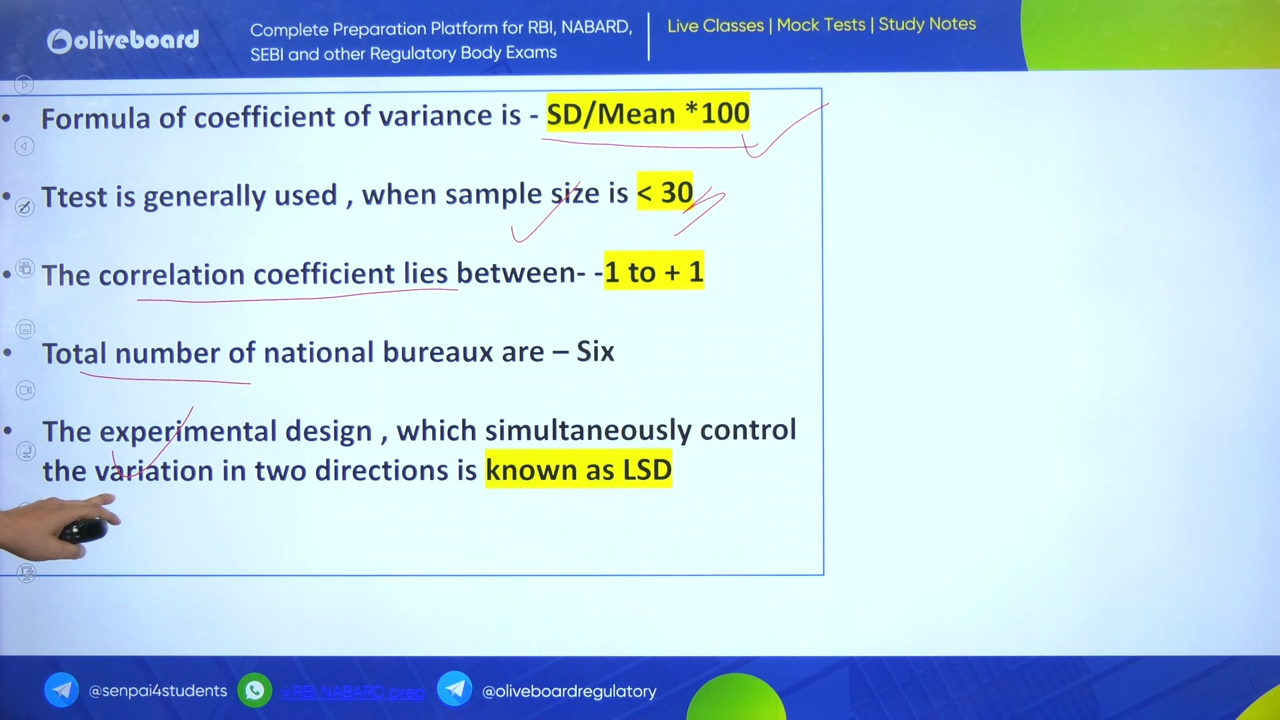 oliveboard
Complete Preparation Platform for RBI, NABARD,
SEBI and other Regulatory Body Exams
Live Classes | Mock Tests | Study Notes
• Formula of coefficient of variance is - SD/Mean *100
• Ttest is generally used , when sample size is < 30
• The correlation coefficient lies between- -1 to + 1
• Total number of national bureaux are – Six
• The experimental design , which simultaneously control
the variation in two directions is known as LSD
@senpai4students
aRBI NABARD prep
@oliveboardregulatory